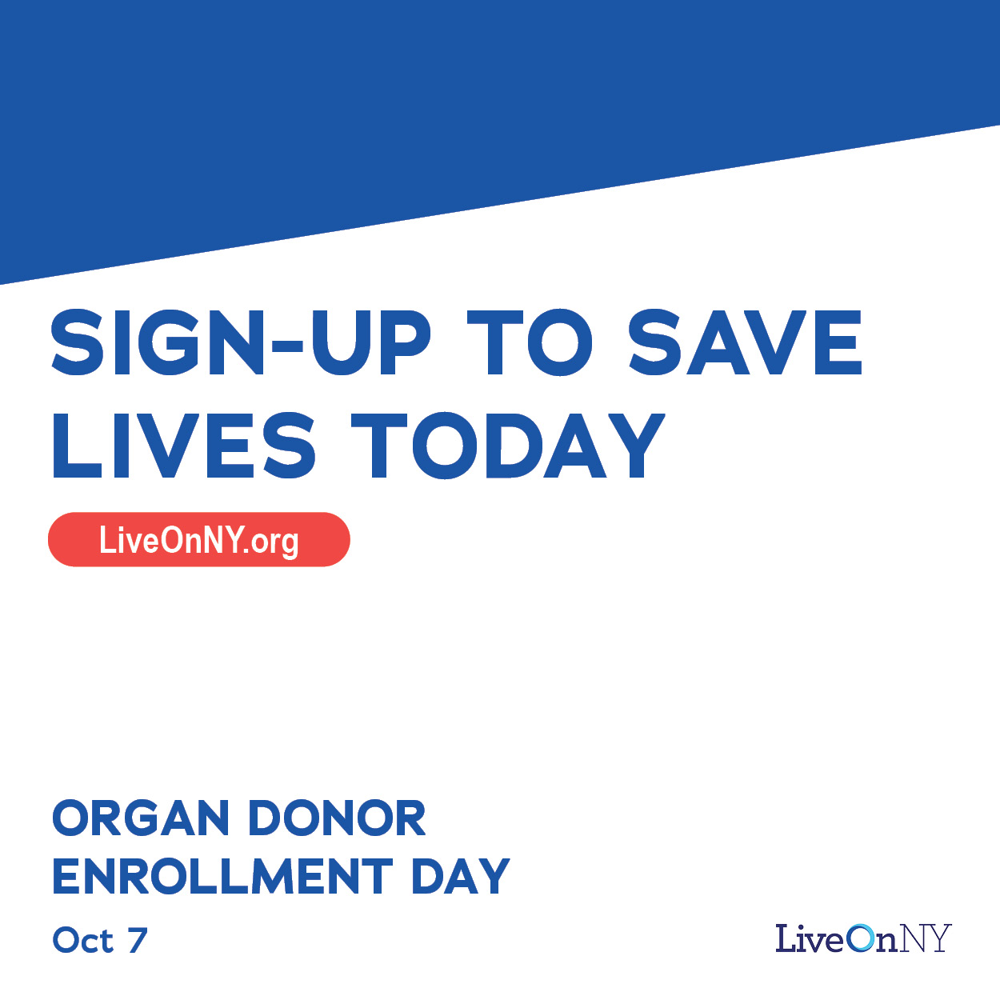 SIGN-UP TO SAVE
LIVES TODAY
LiveOnNY.org
ORGAN DONOR
ENROLLMENT DAY
Oct 7
LiveOnNY